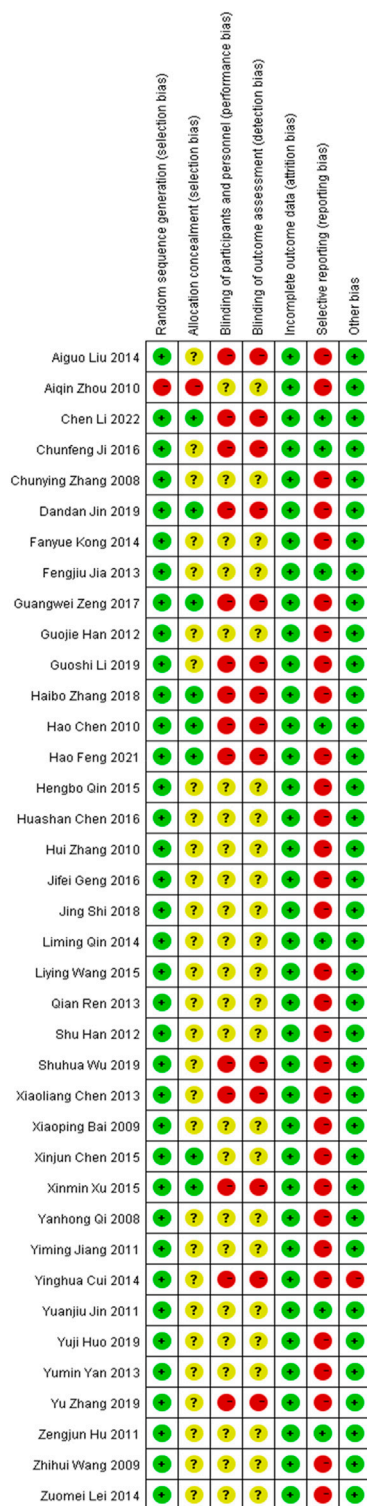 Random sequence generation (selection bias)
Allocation concealment (selection bias)
Blinding of participants and personnel (performance bias)
Blinding of outcome assessment (detection bias)
Incomplete outcome data (attrition bias)
Selective reporting (reporting bias)
Other bias
Aiguo Liu 2014 + ? - - + - +
Aiqin Zhou 2010 - - ? ? + - +
Chen Li 2022 + + - - + + +
Chunfeng Ji 2016 + ? - - + + +
Chunying Zhang 2008 + ? ? ? + - +
Dandan Jin 2019 + + - - + - +
Fanyue Kong 2014 + ? ? ? + - +
Fengjiu Jia 2013 + ? ? ? + + +
Guangwei Zeng 2017 + + - - + - +
Guojie Han 2012 + ? ? ? + - +
Guoshi Li 2019 + ? - - + - +
Haibo Zhang 2018 + + - - + - +
Hao Chen 2010 + + - - + + +
Hao Feng 2021 + + - - + - +
Hengbo Qin 2015 + ? ? ? + - +
Huashan Chen 2016 + ? ? ? + - +
Hui Zhang 2010 + ? ? ? + - +
Jifei Geng 2016 + ? ? ? + - +
Jing Shi 2018 + ? ? ? + - +
Liming Qin 2014 + ? ? ? + + +
Liying Wang 2015 + ? ? ? + - +
Qian Ren 2013 + ? ? ? + - +
Shu Han 2012 + ? ? ? + - +
Shuhua Wu 2019 + ? - - + - +
Xiaoliang Chen 2013 + ? - - + - +
Xiaoping Bai 2009 + ? ? ? + - +
Xinjun Chen 2015 + + ? ? + - +
Xinmin Xu 2015 + + - - + - +
Yanhong Qi 2008 + ? ? ? + - +
Yiming Jiang 2011 + ? ? ? + - +
Yinghua Cui 2014 + ? - - + - -
Yuanjiu Jin 2011 + ? ? ? + + +
Yuji Huo 2019 + ? ? ? + - +
Yumin Yan 2013 + ? ? ? + - +
Yu Zhang 2019 + ? - - + - +
Zengjun Hu 2011 + ? ? ? + + +
Zhihui Wang 2009 + ? ? ? + - +
Zuomei Lei 2014 + ? ? ? + - +